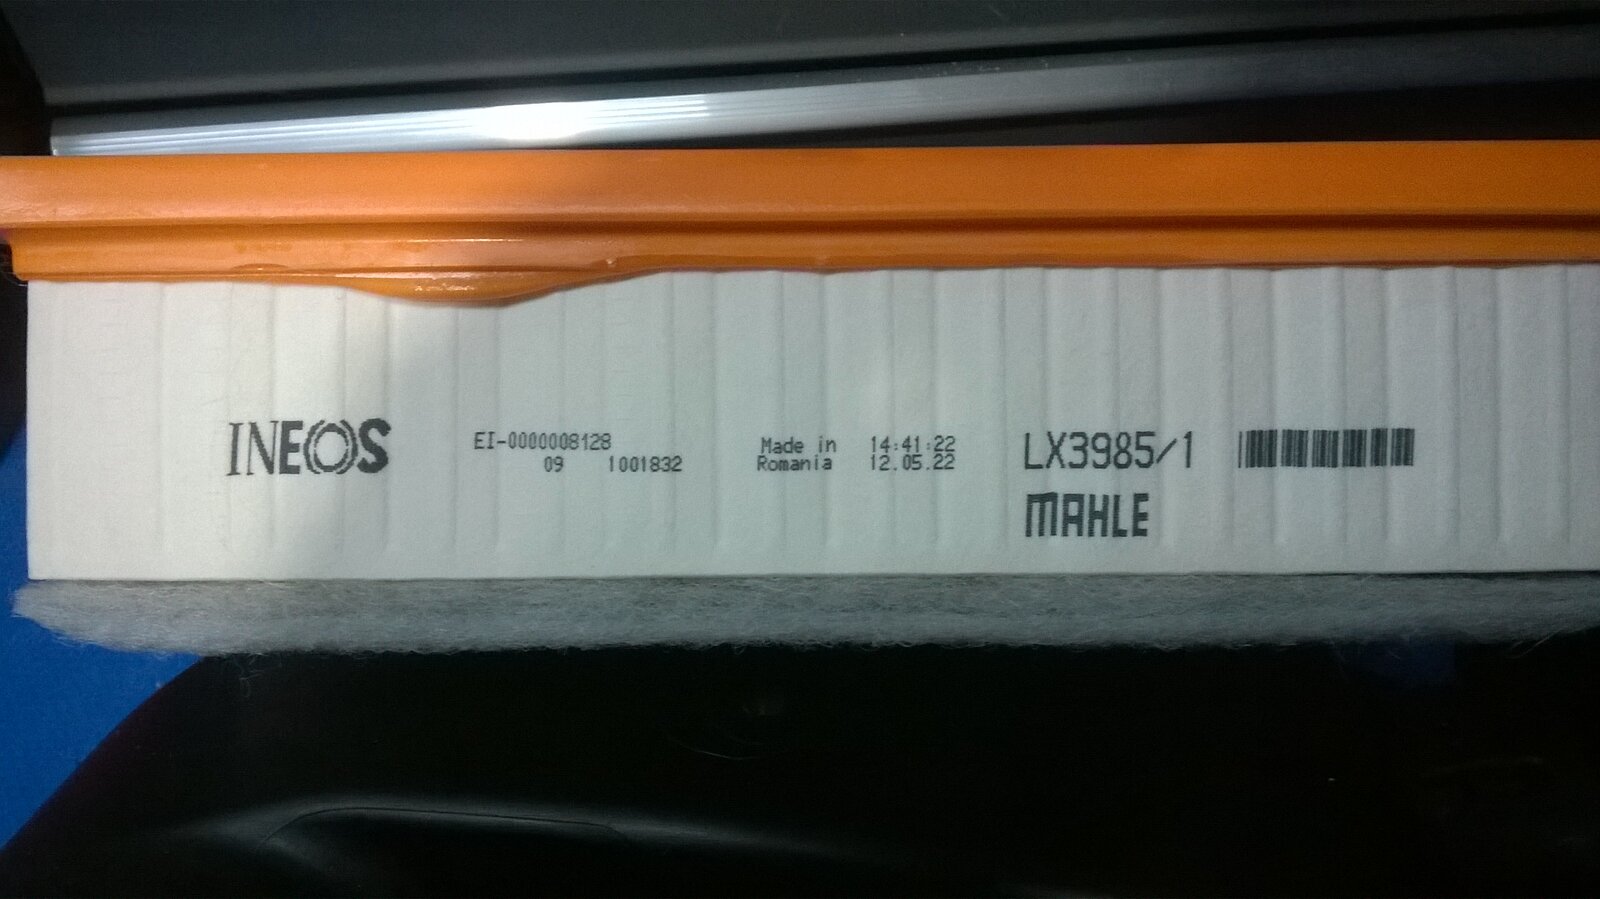 INEOS
EI-0000008128
09 1001832
Made in
Romania
14:41:22
12.05.22
LX3985/1
MAHLE